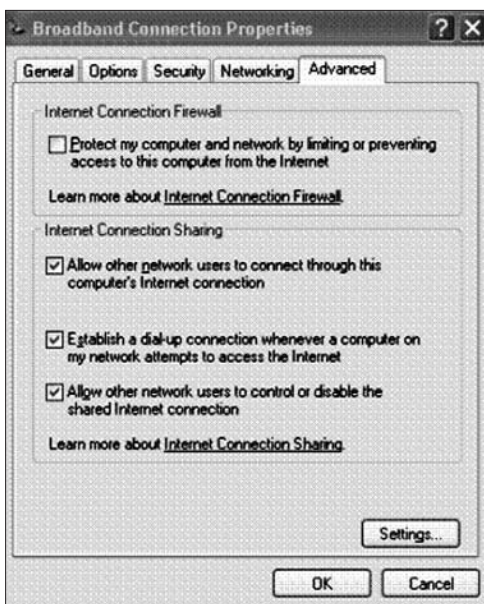 Broadband Connection Properties
General Options Security Networking Advanced
Internet Connection Firewall
Protect my computer and network by limiting or preventing
access to this computer from the Internet
Learn more about Internet Connection Firewall.
Internet Connection Sharing
Allow other network users to connect through this
computer's Internet connection
Establish a dial-up connection whenever a computer on
my network attempts to access the Internet
Allow other network users to control or disable the
shared Internet connection
Learn more about Internet Connection Sharing.
Settings...
OK Cancel